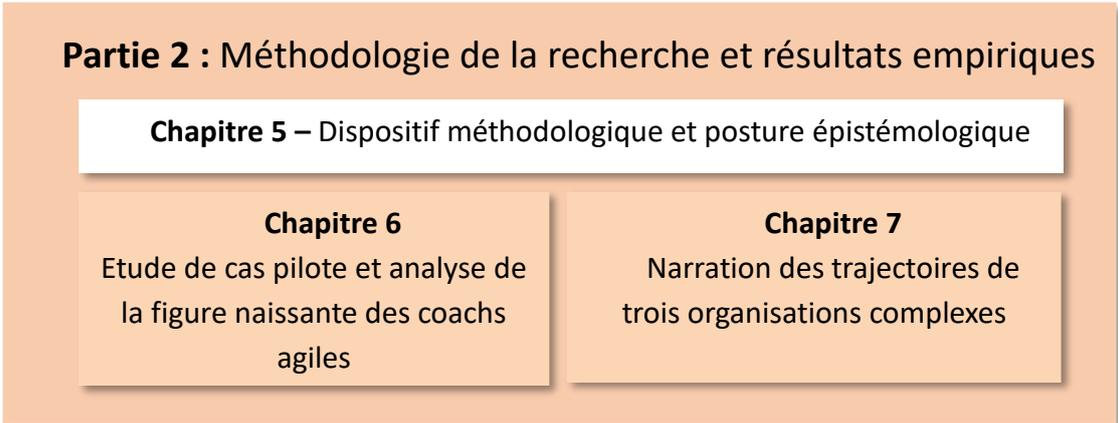 Partie 2 : Méthodologie de la recherche et résultats empiriques
Chapitre 5 – Dispositif méthodologique et posture épistémologique
Chapitre 6
Etude de cas pilote et analyse de
la figure naissante des coachs
agiles
Chapitre 7
Narration des trajectoires de
trois organisations complexes